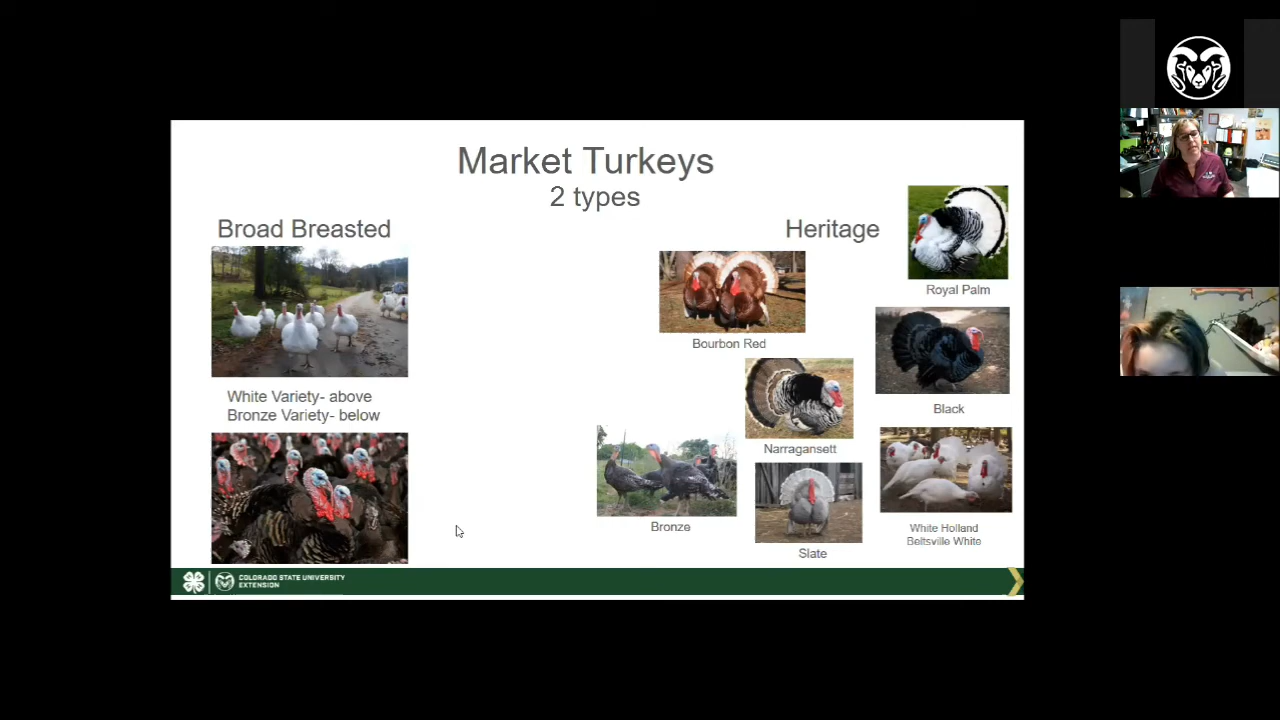 Market Turkeys
2 types
Broad Breasted
Heritage
Royal Palm
Bourbon Red
White Variety- above
Bronze Variety- below
Black
Narragansett
Bronze
White Holland
Beltsville White
Slate
COLORADO STATE UNIVERSITY
EXTENSION